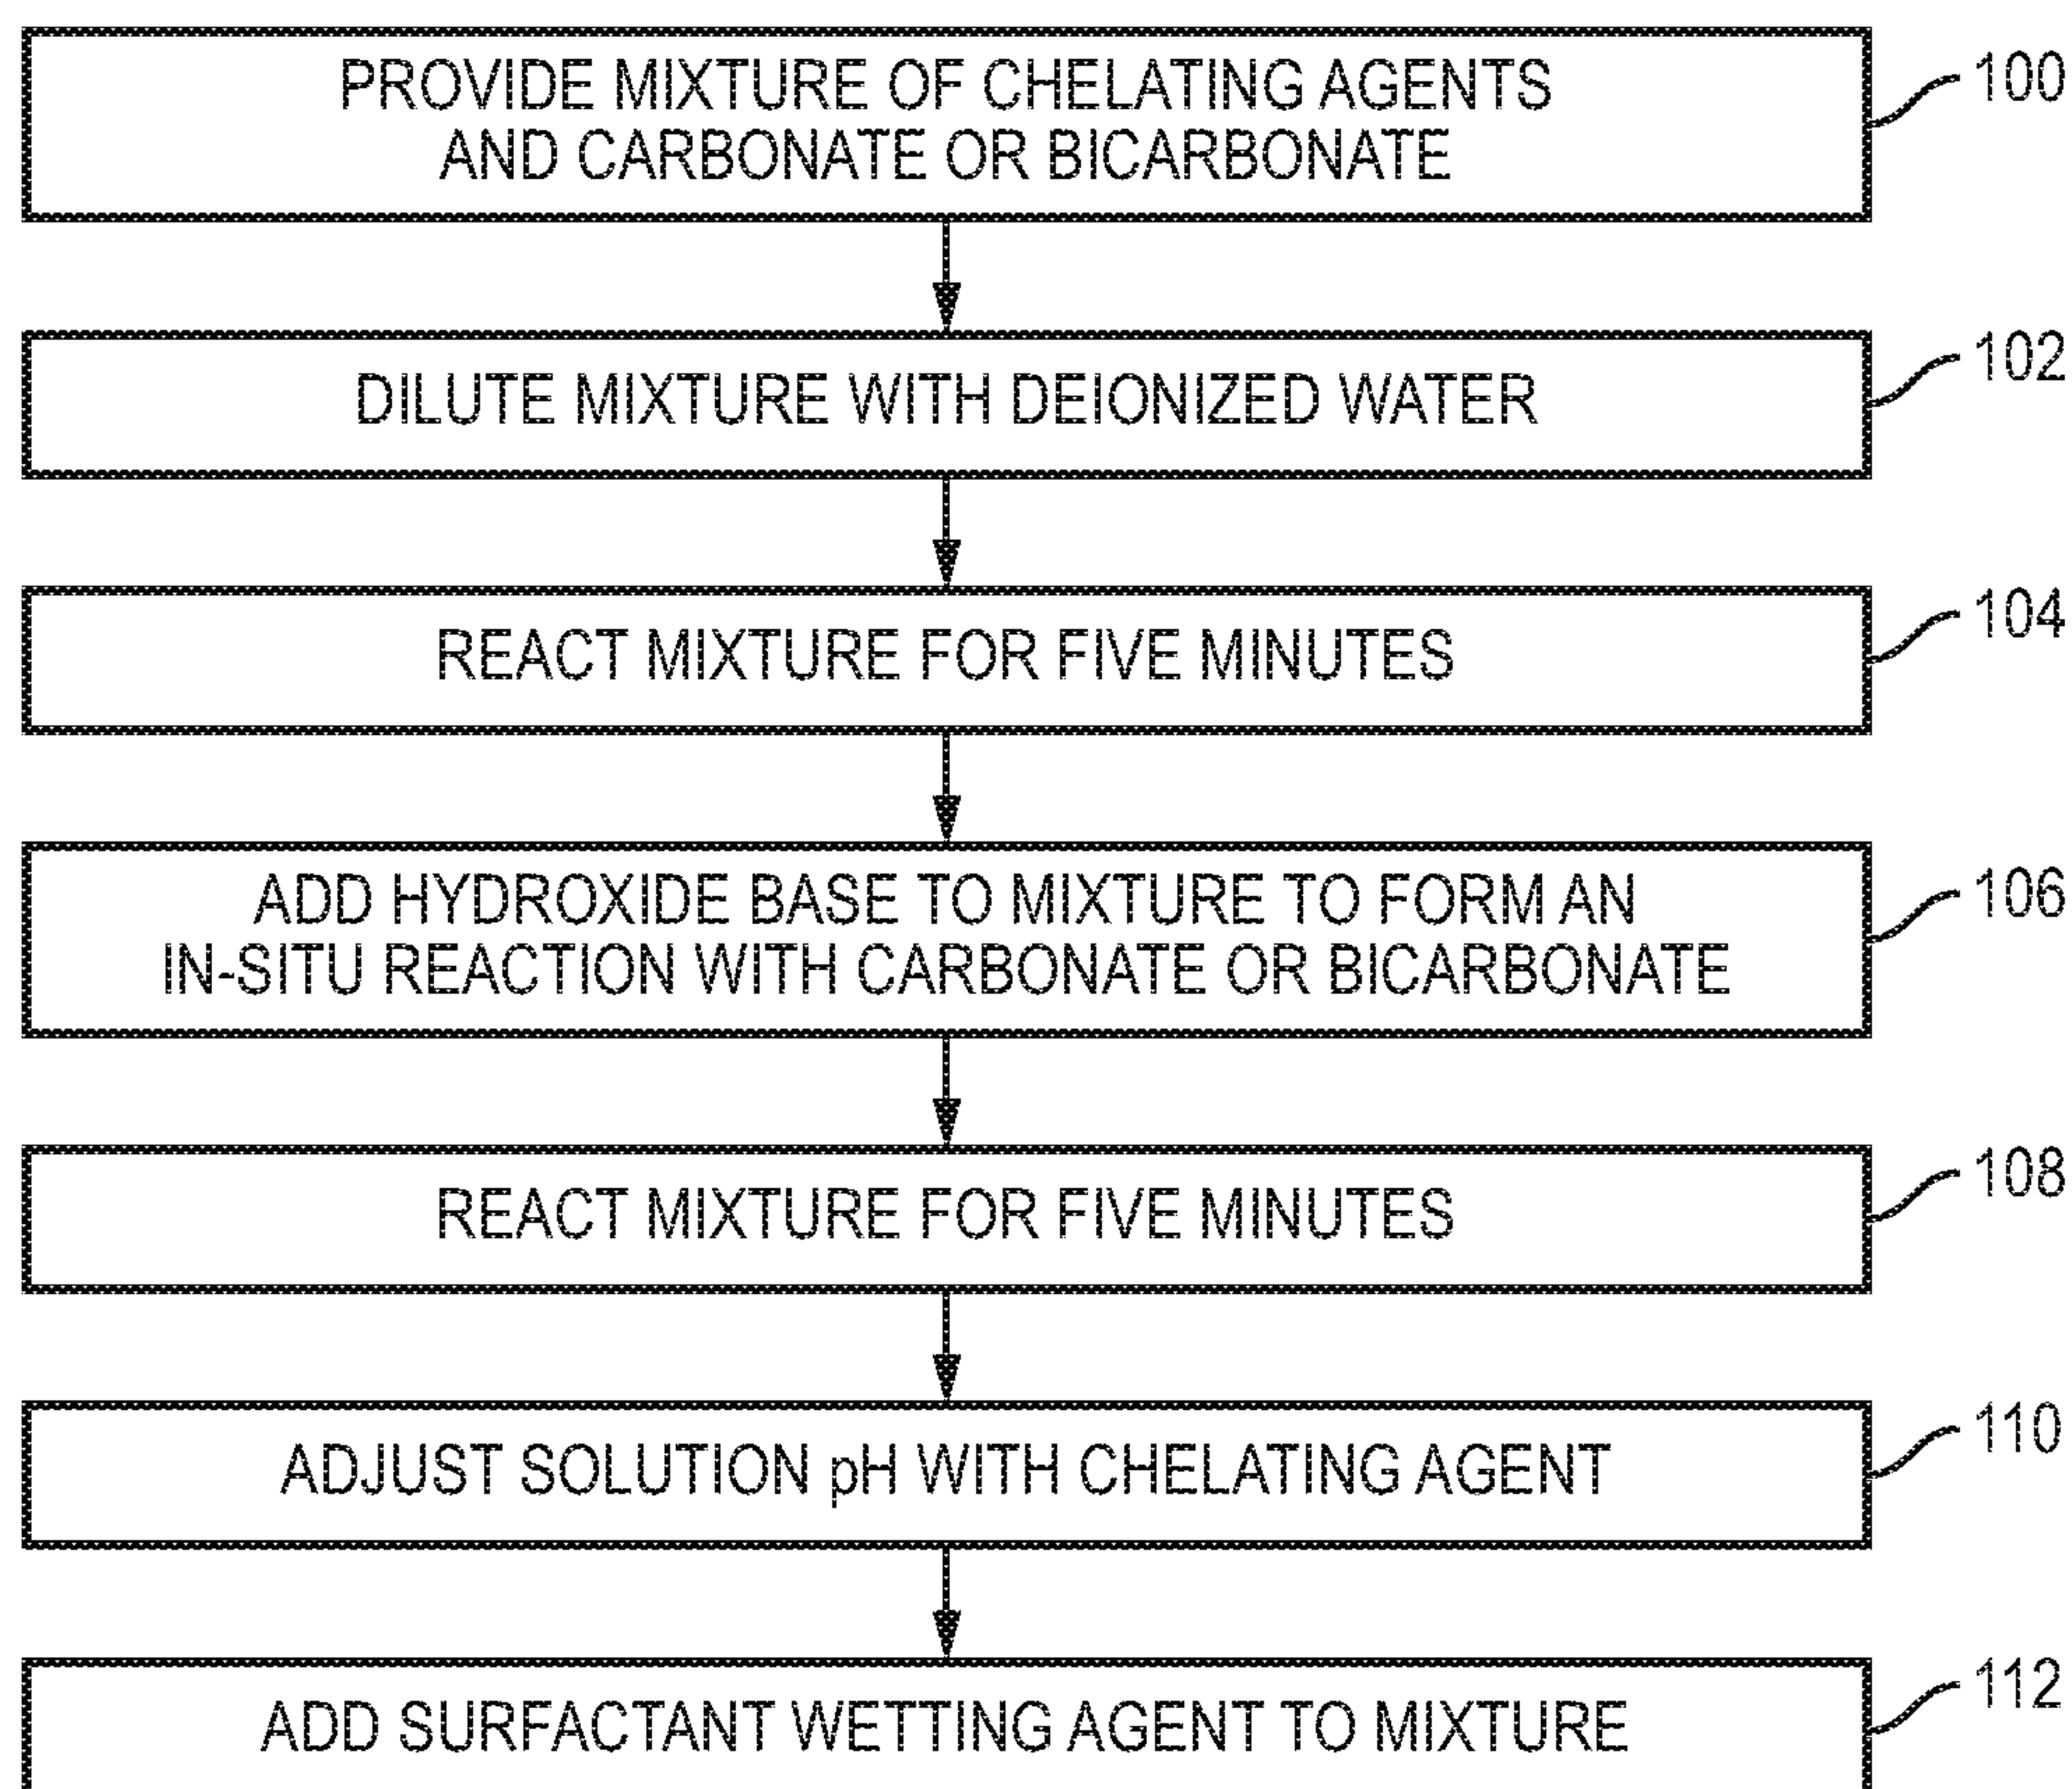 PROVIDE MIXTURE OF CHELATING AGENTS
AND CARBONATE OR BICARBONATE
100
DILUTE MIXTURE WITH DEIONIZED WATER
102
REACT MIXTURE FOR FIVE MINUTES
104
ADD HYDROXIDE BASE TO MIXTURE TO FORM AN
IN-SITU REACTION WITH CARBONATE OR BICARBONATE
106
REACT MIXTURE FOR FIVE MINUTES
108
ADJUST SOLUTION pH WITH CHELATING AGENT
110
ADD SURFACTANT WETTING AGENT TO MIXTURE
112